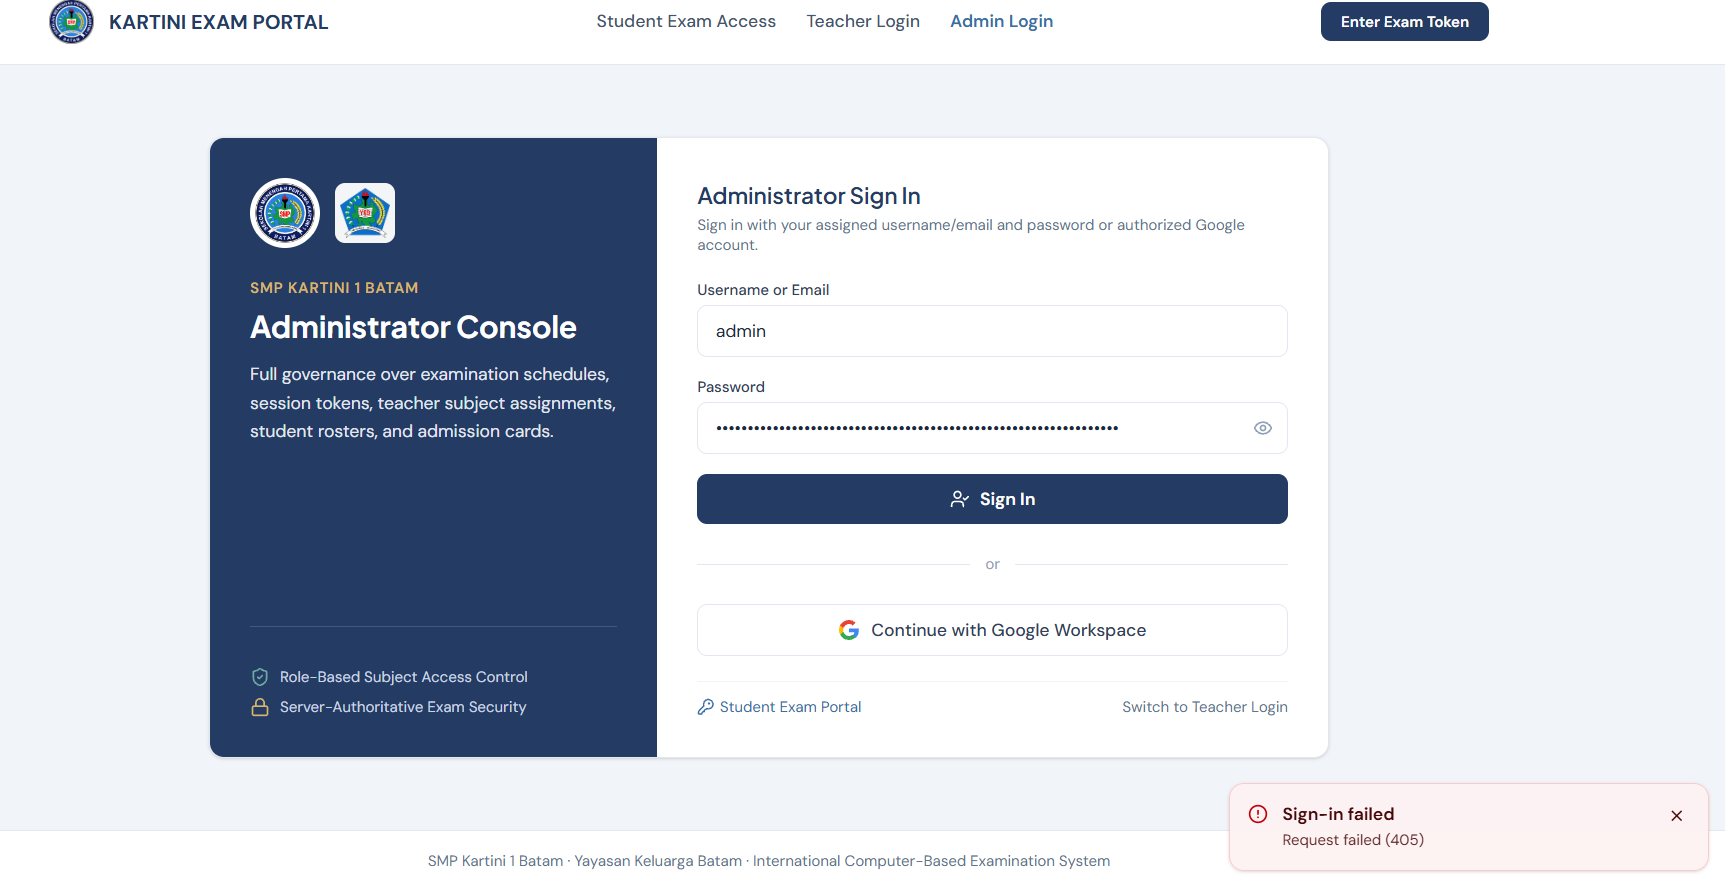 KARTINI EXAM PORTAL
Student Exam Access
Teacher Login
Admin Login
Enter Exam Token
SMP KARTINI 1 BATAM
Administrator Console
Full governance over examination schedules,
session tokens, teacher subject assignments,
student rosters, and admission cards.
Role-Based Subject Access Control
Server-Authoritative Exam Security
Administrator Sign In
Sign in with your assigned username/email and password or authorized Google
account.
Username or Email
admin
Password
Sign In
or
Continue with Google Workspace
Student Exam Portal
Switch to Teacher Login
Sign-in failed
Request failed (405)
SMP Kartini 1 Batam · Yayasan Keluarga Batam · International Computer-Based Examination System